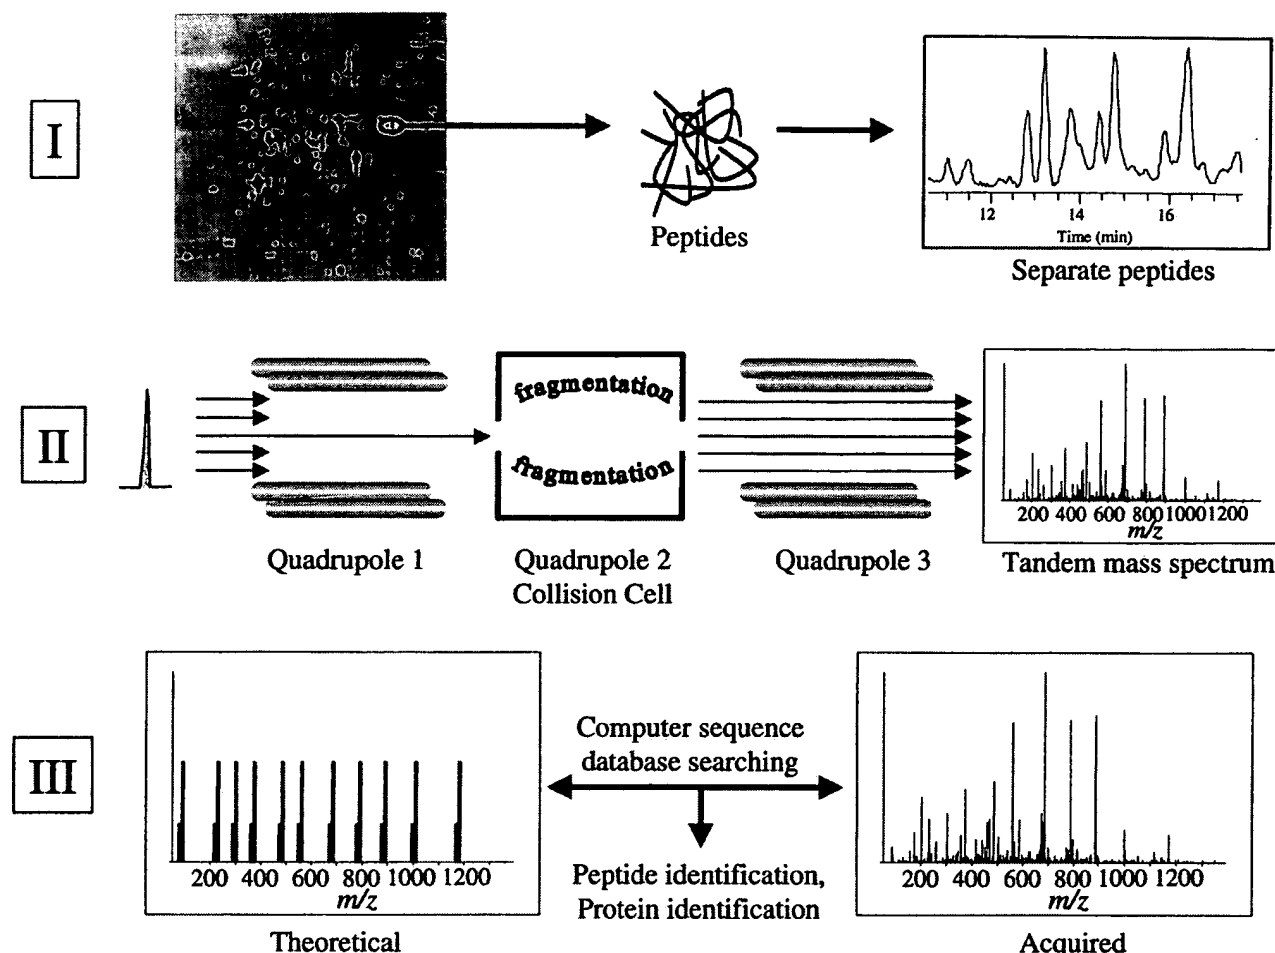 I
Peptides
12 14 16
Time (min)
Separate peptides
II
fragmentation
fragmentation
Quadrupole 1
Quadrupole 2
Collision Cell
Quadrupole 3
200 400 600 800 1000 1200
m/z
Tandem mass spectrum
III
200 400 600 800 1000 1200
m/z
Theoretical
Computer sequence
database searching
Peptide identification,
Protein identification
200 400 600 800 1000 1200
m/z
Acquired